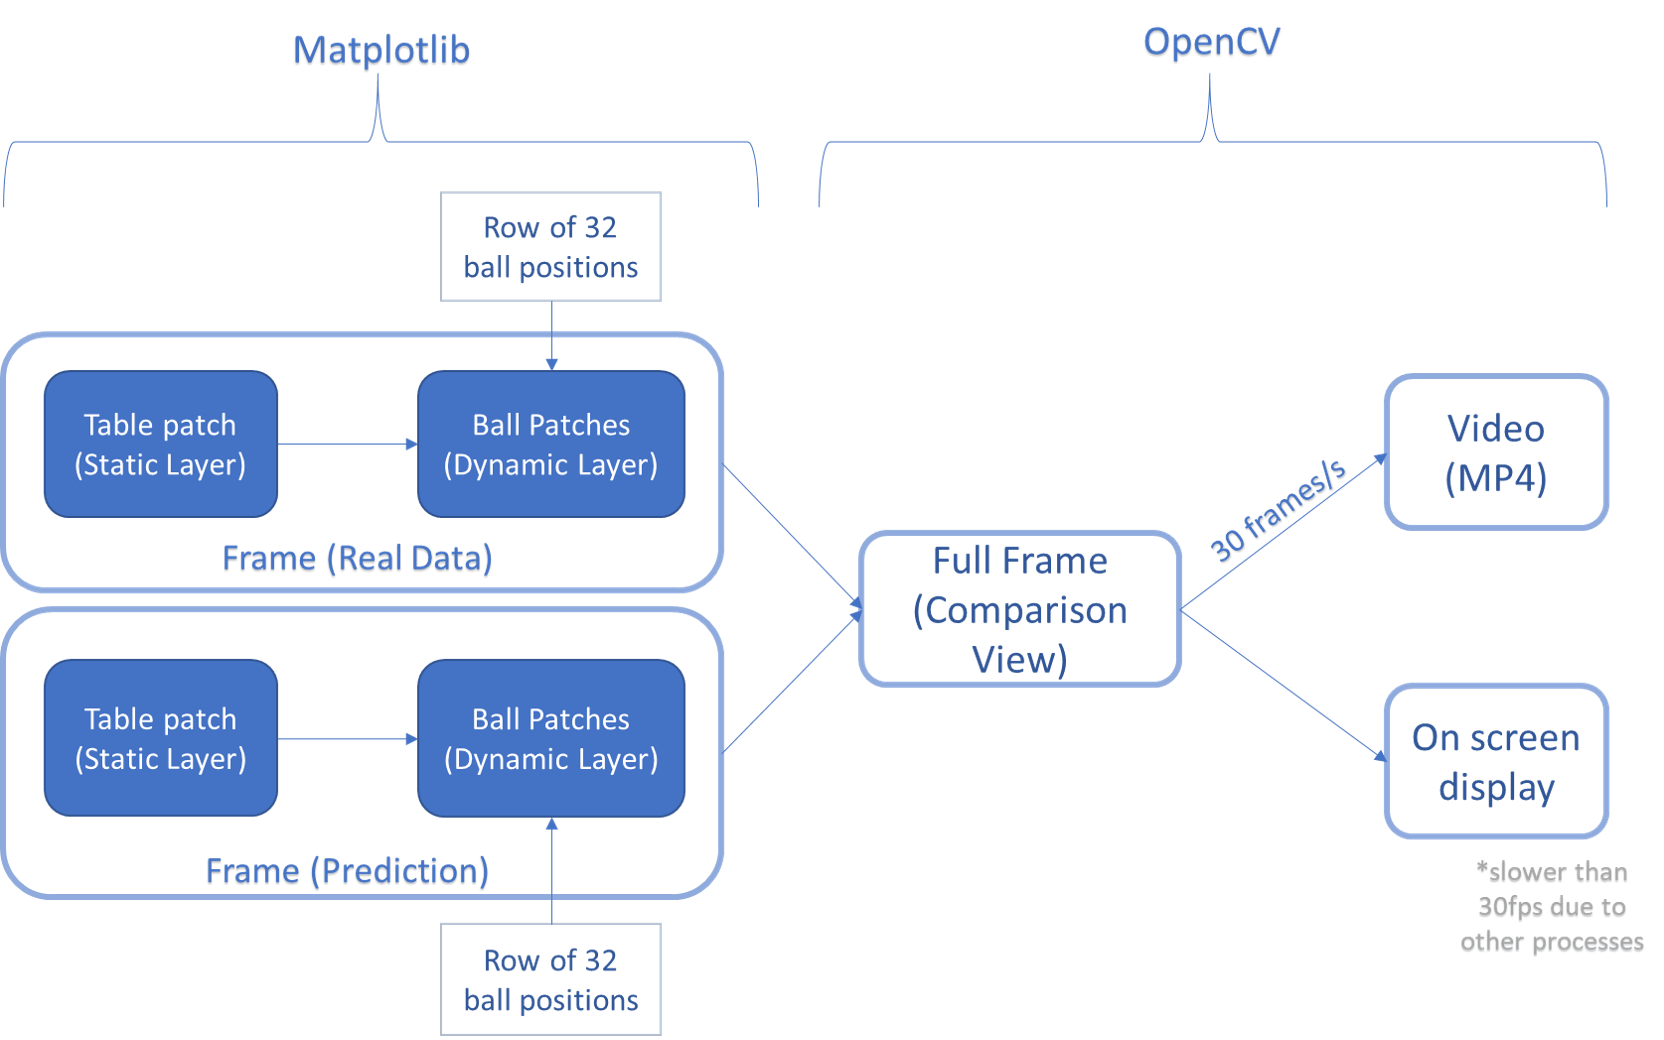 Matplotlib
OpenCV
Row of 32
ball positions
Table patch
(Static Layer)
Ball Patches
(Dynamic Layer)
Frame (Real Data)
Table patch
(Static Layer)
Ball Patches
(Dynamic Layer)
Frame (Prediction)
Row of 32
ball positions
Full Frame
(Comparison
View)
30 frames/s
Video
(MP4)
On screen
display
*slower than
30fps due to
other processes